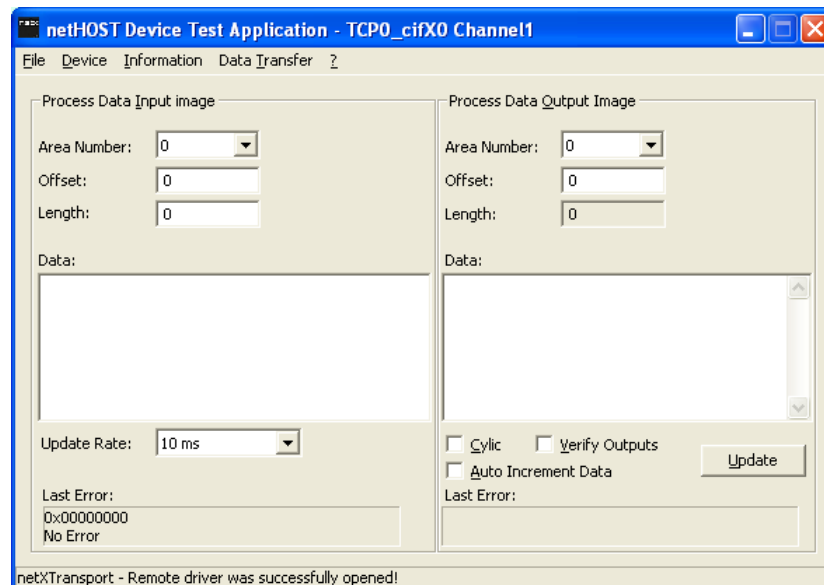 netHOST Device Test Application - TCP0_cifX0 Channel1
File Device Information Data Transfer ?
Process Data Input image
Area Number: 0
Offset: 0
Length: 0
Data:
Update Rate: 10 ms
Last Error:
0x00000000
No Error
Process Data Output Image
Area Number: 0
Offset: 0
Length: 0
Data:
Cylic Verify Outputs
Auto Increment Data
Update
Last Error:
netXTransport - Remote driver was successfully opened!